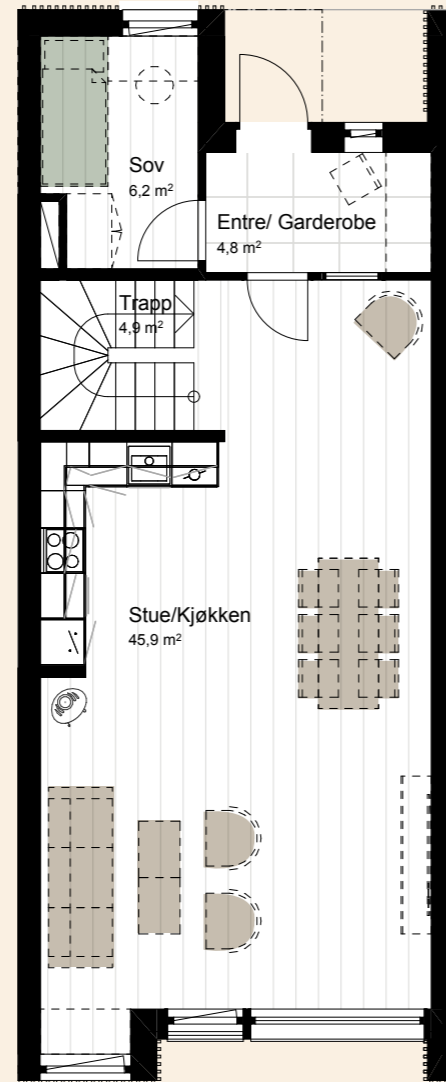 Sov
6,2 m²
Entre/ Garderobe
4,8 m²
Trapp
4,9 m²
Stue/Kjøkken
45,9 m²